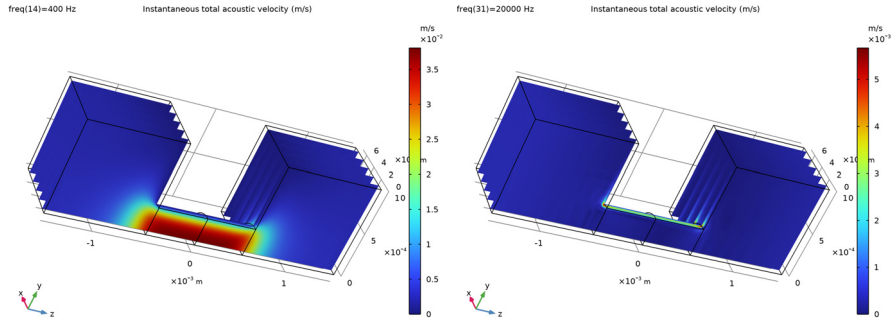 freq(14)=400 Hz Instantaneous total acoustic velocity (m/s)
m/s
×10⁻²
3.5
3
2.5
2
1.5
1
0.5
0
6
4
2
0
10
×10 m
5
×10⁻⁴
0
-1
0
1
×10⁻³ m
x
y
z
freq(31)=20000 Hz Instantaneous total acoustic velocity (m/s)
m/s
×10⁻³
5
4
3
2
1
0
6
4
2
0
10
×10 m
5
×10⁻⁴
0
-1
0
1
×10⁻³ m
x
y
z